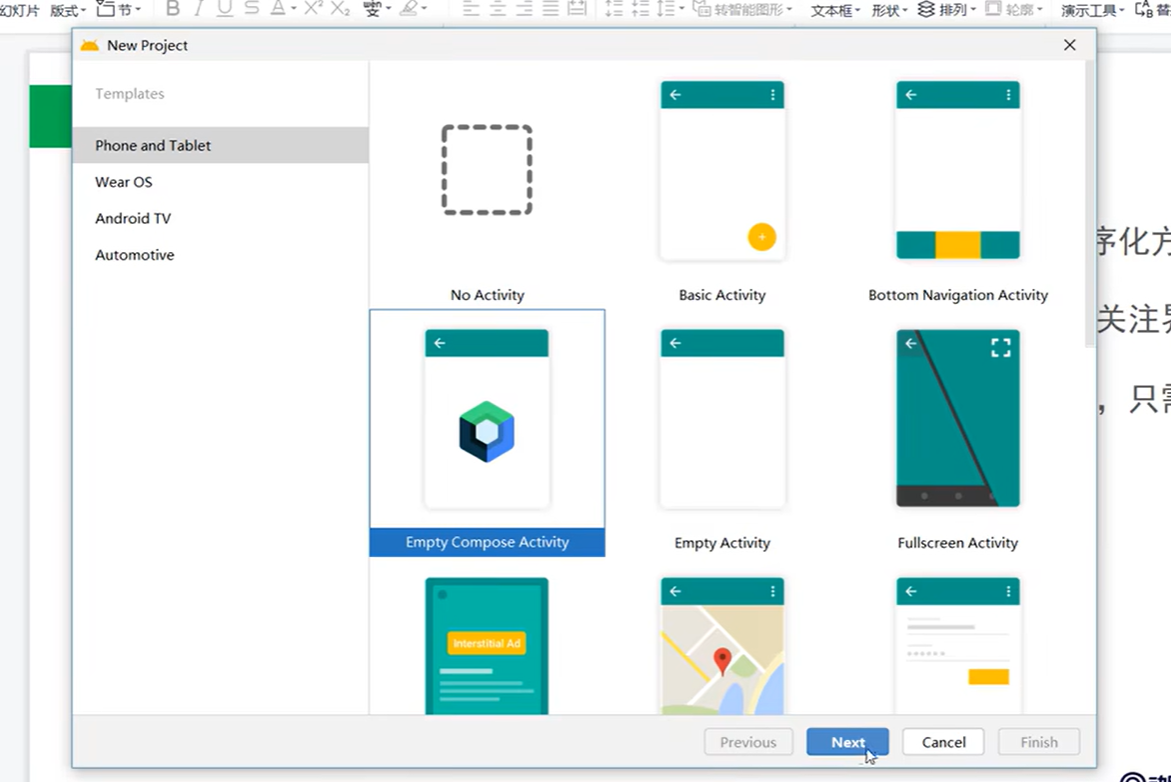 幻灯片 版式 节 B I U S A X² X₂ 变 转智能图形 文本框 形状 排列 轮廓 演示工具
New Project
Templates
Phone and Tablet
Wear OS
Android TV
Automotive
No Activity
Basic Activity
Bottom Navigation Activity
Empty Compose Activity
Empty Activity
Fullscreen Activity
Interstitial Ad
Previous
Next
Cancel
Finish
序化方
关注界
，只需